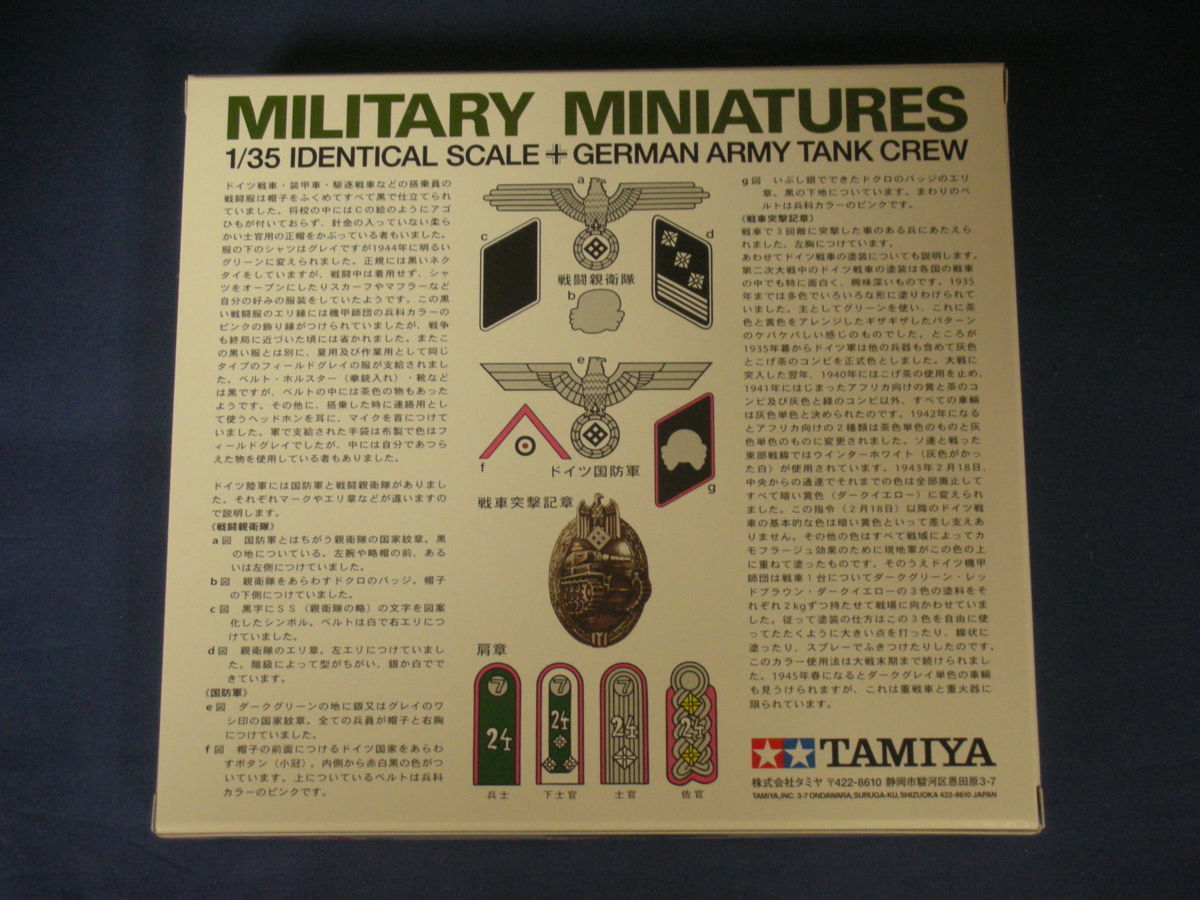 MILITARY MINIATURES
1/35 IDENTICAL SCALE + GERMAN ARMY TANK CREW
ドイツ戦車・装甲車・駆逐戦車などの搭乗員の
戦闘服は帽子をふくめてすべて黒で仕立てられ
ていました。将校の中にはCの絵のようにアゴ
ひもが付いておらず、針金の入っていない柔ら
かい士官用の正帽をかぶっている者もいました。
服の下のシャツはグレイですが1944年に明るい
グリーンに変えられました。正規には黒いネク
タイをしていますが、戦闘中は着用せず、シャ
ツをオープンにしたりスカーフやマフラーなど
自分の好みの服装をしていたようです。この黒
い戦闘服のエリ縁には機甲師団の兵科カラーの
ピンクの飾り縁がつけられていましたが、戦争
も終局に近づいた頃には省かれました。またこ
の黒い服とは別に、夏用及び作業用として同じ
タイプのフィールドグレイの服が支給されまし
た。ベルト・ホルスター（拳銃入れ）・靴など
は黒ですが、ベルトの中には茶色の物もあった
ようです。その他に、搭乗した時に連絡用とし
て使うヘッドホンを耳に、マイクを首につけて
いました。軍で支給された手袋は布製で色はフ
ィールドグレイでしたが、中には自分であつら
えた物を使用している者もありました。
ドイツ陸軍には国防軍と戦闘親衛隊がありまし
た。それぞれマークやエリ章などが違いますの
で説明します。
《戦闘親衛隊》
a図 国防軍とはちがう親衛隊の国家紋章。黒
の地についている。左腕や略帽の前、ある
いは左側につけていました。
b図 親衛隊をあらわすドクロのバッジ。帽子
の下側につけていました。
c図 黒字にSS（親衛隊の略）の文字を図案
化したシンボル。ベルトは白で右エリにつ
けていました。
d図 親衛隊のエリ章。左エリにつけていまし
た。階級によって型がちがい、銀か白でで
きています。
《国防軍》
e図 ダークグリーンの地に銀又はグレイのワ
シ印の国家紋章。全ての兵員が帽子と右胸
につけていました。
f図 帽子の前面につけるドイツ国家をあらわ
すボタン（小冠）。内側から赤白黒の色がつ
いています。上についているベルトは兵科
カラーのピンクです。
a
c
d
戦闘親衛隊
b
e
f
ドイツ国防軍
g
戦車突撃記章
肩章
7
24
7
24
7
24
24
兵士
下士官
士官
佐官
g図 いぶし銀でできたドクロのバッジのエリ
章。黒の下地についています。まわりのベ
ルトは兵科カラーのピンクです。
《戦車突撃記章》
戦車で3回敵に突撃した事のある兵にあたえら
れました。左胸につけています。
あわせてドイツ戦車の塗装についても説明します。
第二次大戦中のドイツ戦車の塗装は各国の戦車
の中でも特に面白く、興味深いものです。1935
年までは多色でいろいろな形に塗りわけられて
いました。主としてグリーンを使い、これに茶
色と黄色をアレンジしたギザギザしたパターン
のケバケバしい感じのものでした。ところが
1935年暮からドイツ軍は他の兵器も含めて灰色
とこげ茶のコンビを正式色としました。大戦に
突入した翌年、1940年にはこげ茶の使用を止め、
1941年にはじまったアフリカ向けの黄と茶のコ
ンビ及び灰色と緑のコンビ以外、すべての車輌
は灰色単色と決められたのです。1942年になる
とアフリカ向けの2種類は茶色単色のものと灰
色単色のものに変更されました。ソ連と戦った
東部戦線ではウインターホワイト（灰色がかっ
た白）が使用されています。1943年2月18日、
中央からの通達でそれまでの色は全部廃止して
すべて暗い黄色（ダークイエロー）に変えられ
ました。この指令（2月18日）以降のドイツ戦
車の基本的な色は暗い黄色といって差し支えあ
りません。その他の色はすべて戦域によってカ
モフラージュ効果のために現地軍がこの色の上
に重ねて塗ったものです。そのうえドイツ機甲
師団は戦車1台についてダークグリーン・レッ
ドブラウン・ダークイエローの3色の塗料をそ
れぞれ2kgずつ持たせて戦場に向かわせていま
した。従って塗装の仕方はこの3色を自由に使
ってたたくように大きい点を打ったり、線状に
塗ったり、スプレーでふきつけたりしたのです。
このカラー使用法は大戦末期まで続けられまし
た。1945年春になるとダークグレイ単色の車輌
も見うけられますが、これは重戦車と重火器に
限られています。
TAMIYA
株式会社タミヤ 〒422-8610 静岡市駿河区恩田原3-7
TAMIYA, INC. 3-7 ONDAWARA, SURUGA-KU, SHIZUOKA 422-8610 JAPAN